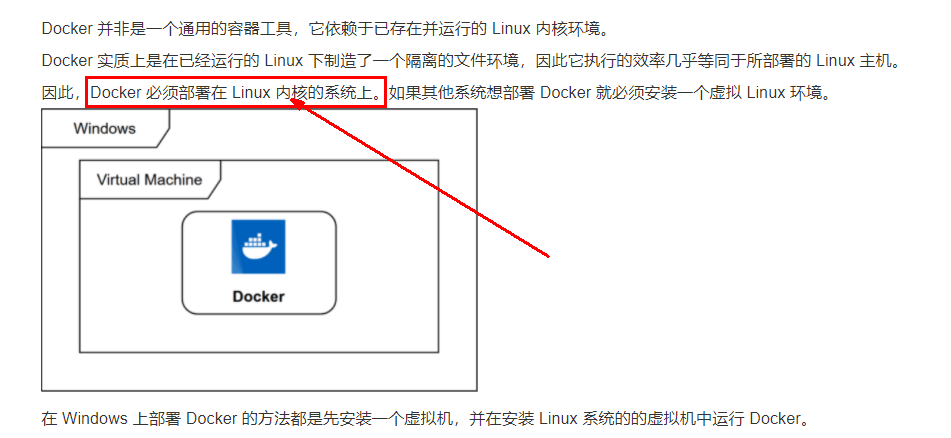 Docker 并非是一个通用的容器工具，它依赖于已存在并运行的 Linux 内核环境。
Docker 实质上是在已经运行的 Linux 下制造了一个隔离的文件环境，因此它执行的效率几乎等同于所部署的 Linux 主机。
因此，Docker 必须部署在 Linux 内核的系统上。如果其他系统想部署 Docker 就必须安装一个虚拟 Linux 环境。
Windows
Virtual Machine
Docker
在 Windows 上部署 Docker 的方法都是先安装一个虚拟机，并在安装 Linux 系统的的虚拟机中运行 Docker。